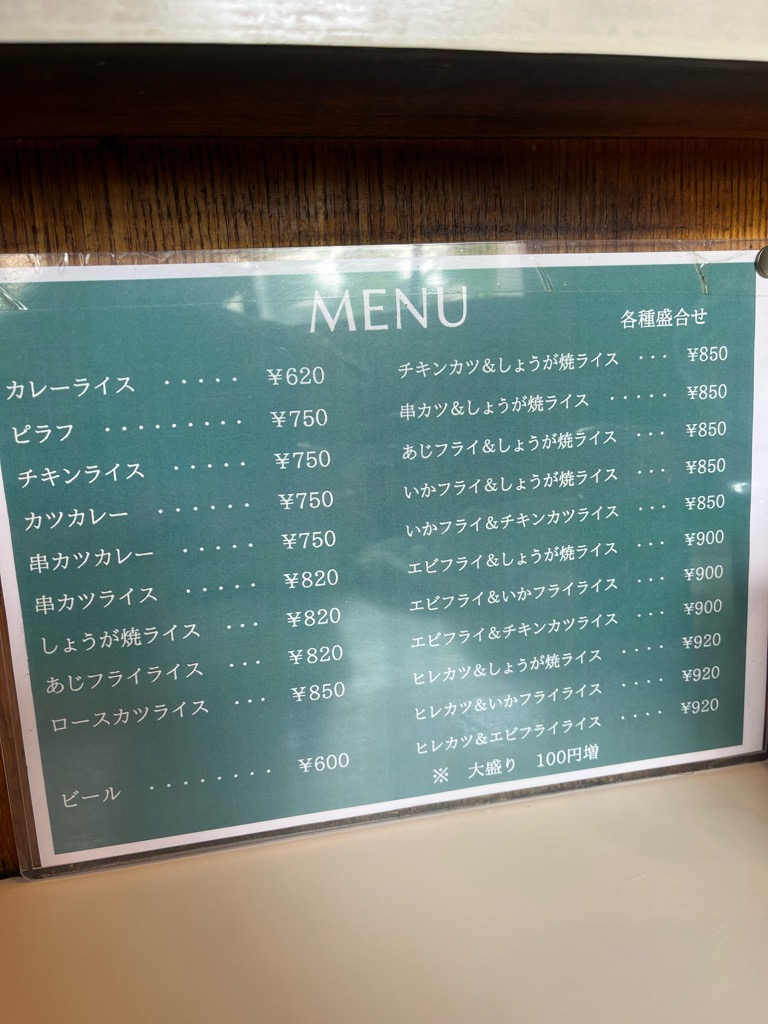 MENU
カレーライス ・・・・・ ¥620
ピラフ ・・・・・・・・・ ¥750
チキンライス ・・・・・ ¥750
カツカレー ・・・・・・ ¥750
串カツカレー ・・・・・ ¥750
串カツライス ・・・・・ ¥820
しょうが焼ライス ・・・ ¥820
あじフライライス ・・・ ¥820
ロースカツライス ・・・ ¥850
ビール ・・・・・・・・・ ¥600
各種盛合せ
チキンカツ&しょうが焼ライス ・・・ ¥850
串カツ&しょうが焼ライス ・・・・・ ¥850
あじフライ&しょうが焼ライス ・・・ ¥850
いかフライ&しょうが焼ライス ・・・ ¥850
いかフライ&チキンカツライス ・・・ ¥850
エビフライ&しょうが焼ライス ・・・ ¥900
エビフライ&いかフライライス ・・・ ¥900
エビフライ&チキンカツライス ・・・ ¥900
ヒレカツ&しょうが焼ライス ・・・・ ¥920
ヒレカツ&いかフライライス ・・・・ ¥920
ヒレカツ&エビフライライス ・・・・ ¥920
※ 大盛り 100円増